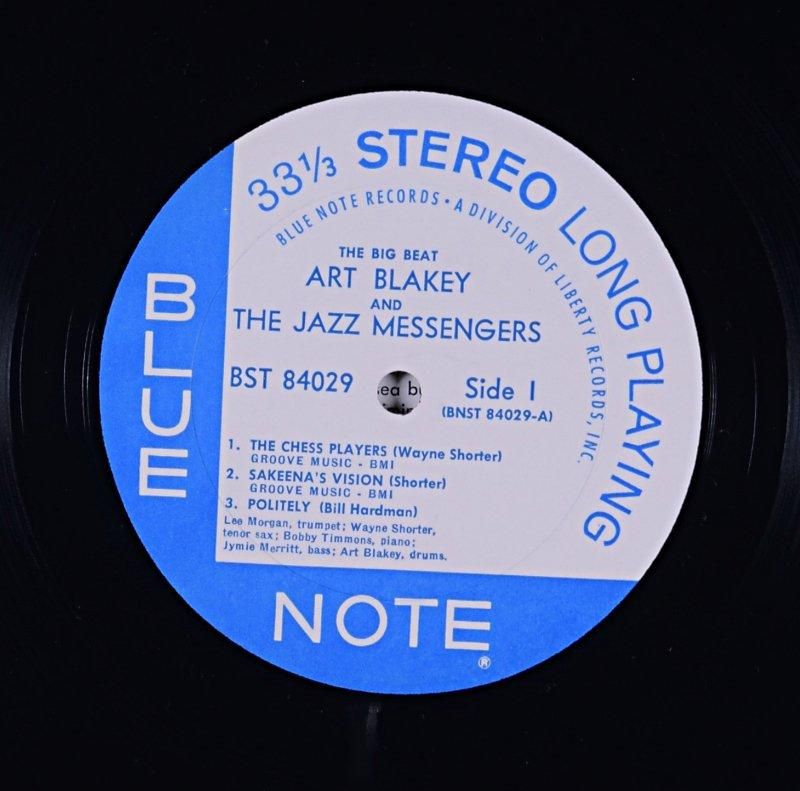 33⅓ STEREO LONG PLAYING
BLUE NOTE RECORDS • A DIVISION OF LIBERTY RECORDS, INC.
THE BIG BEAT
ART BLAKEY
AND
THE JAZZ MESSENGERS
BST 84029
Side 1
(BNST 84029-A)
1. THE CHESS PLAYERS (Wayne Shorter)
GROOVE MUSIC - BMI
2. SAKEENA'S VISION (Shorter)
GROOVE MUSIC - BMI
3. POLITELY (Bill Hardman)
Lee Morgan, trumpet; Wayne Shorter,
tenor sax; Bobby Timmons, piano;
Jymie Merritt, bass; Art Blakey, drums.
BLUE
NOTE
®